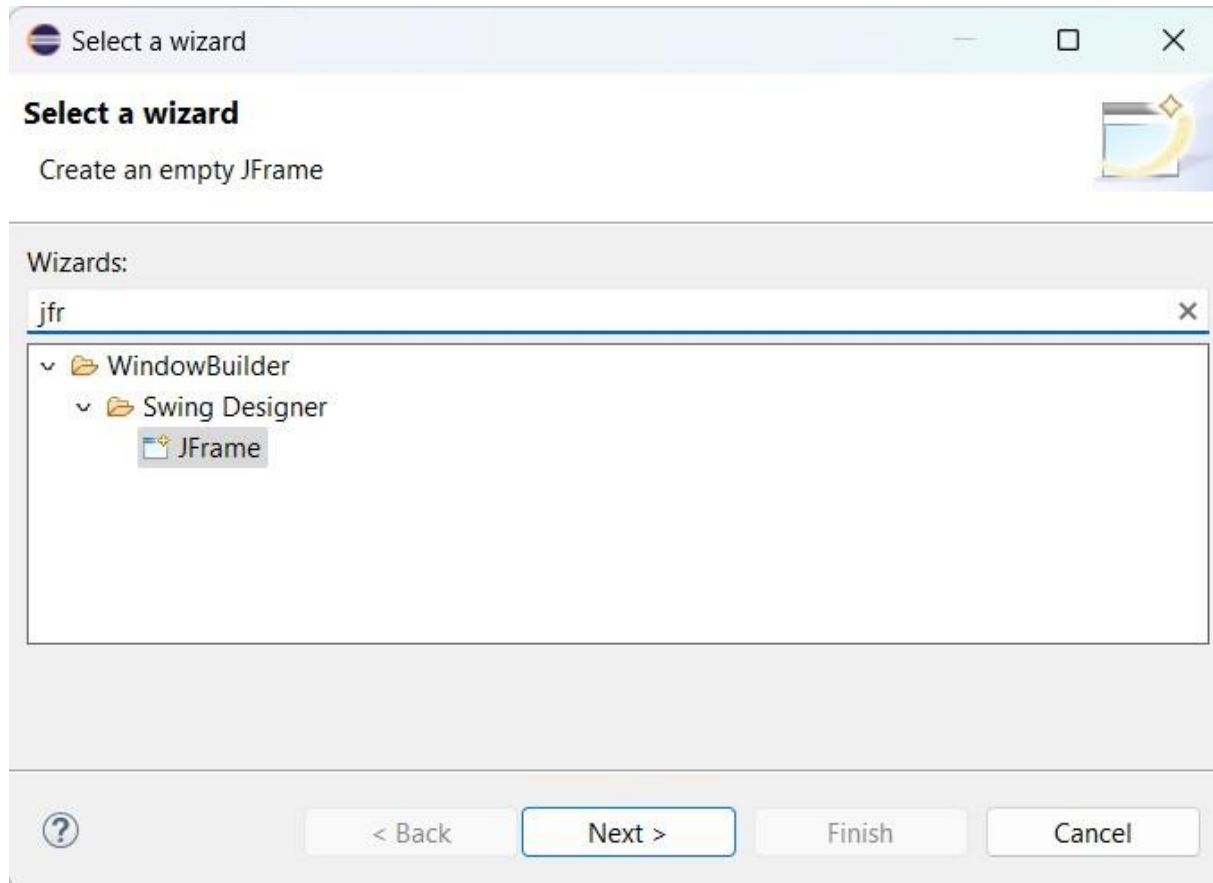 Select a wizard
Select a wizard
Create an empty JFrame
Wizards:
jfr
WindowBuilder
Swing Designer
JFrame
< Back Next > Finish Cancel